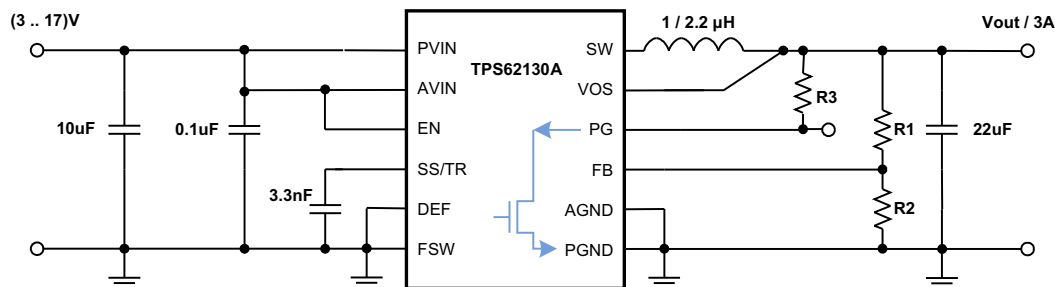 (3 .. 17)V
1 / 2.2 µH
Vout / 3A
TPS62130A
PVIN
AVIN
EN
SS/TR
DEF
FSW
SW
VOS
PG
FB
AGND
PGND
10uF
0.1uF
3.3nF
R3
R1
R2
22uF